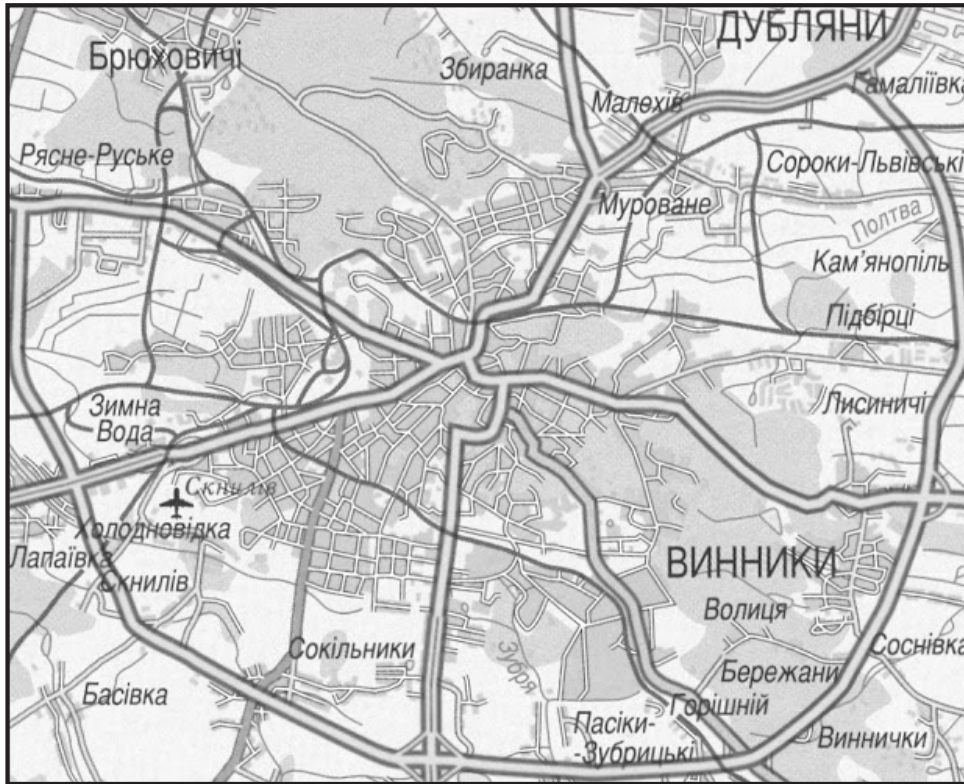 ДУБЛЯНИ
Брюховичі
Збиранка
Гамаліївка
Малехів
Рясне-Руське
Сороки-Львівські
Муроване
Полтва
Кам'янопіль
Підбірці
Зимна
Вода
Лисиничі
Скнилів
Холодновідка
Лапаївка
Скнилів
ВИННИКИ
Волиця
Сокільники
Зубря
Соснівка
Басівка
Бережани
Горішній
Пасіки-
-Зубрицькі
Виннички